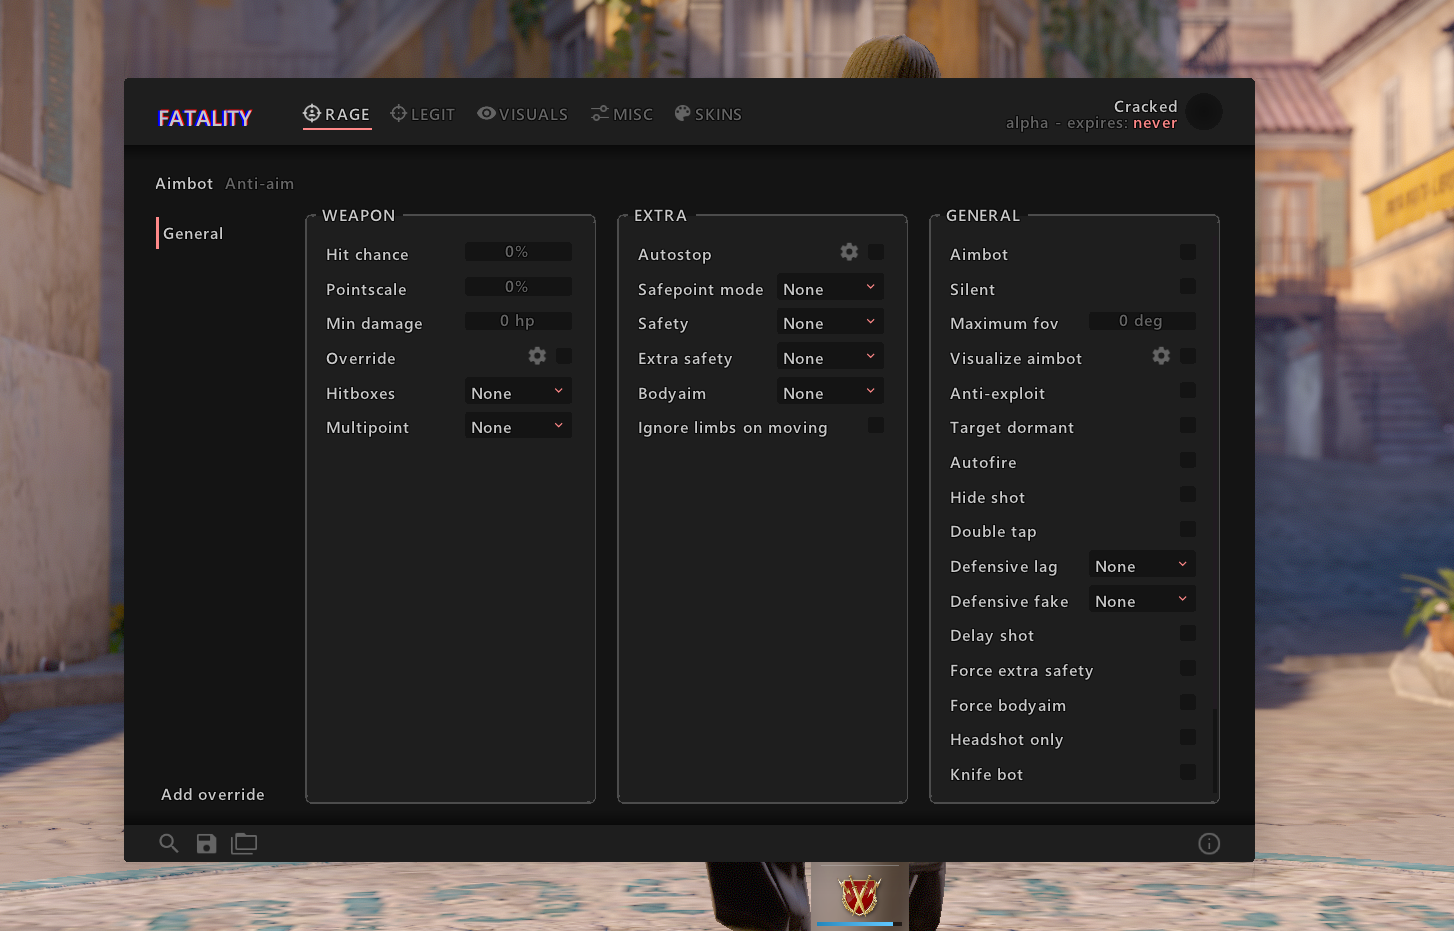 FATALITY
RAGE
LEGIT
VISUALS
MISC
SKINS
Cracked
alpha - expires: never
Aimbot Anti-aim
General
Add override
WEAPON
Hit chance 0%
Pointscale 0%
Min damage 0 hp
Override
Hitboxes None
Multipoint None
EXTRA
Autostop
Safepoint mode None
Safety None
Extra safety None
Bodyaim None
Ignore limbs on moving
GENERAL
Aimbot
Silent
Maximum fov 0 deg
Visualize aimbot
Anti-exploit
Target dormant
Autofire
Hide shot
Double tap
Defensive lag None
Defensive fake None
Delay shot
Force extra safety
Force bodyaim
Headshot only
Knife bot